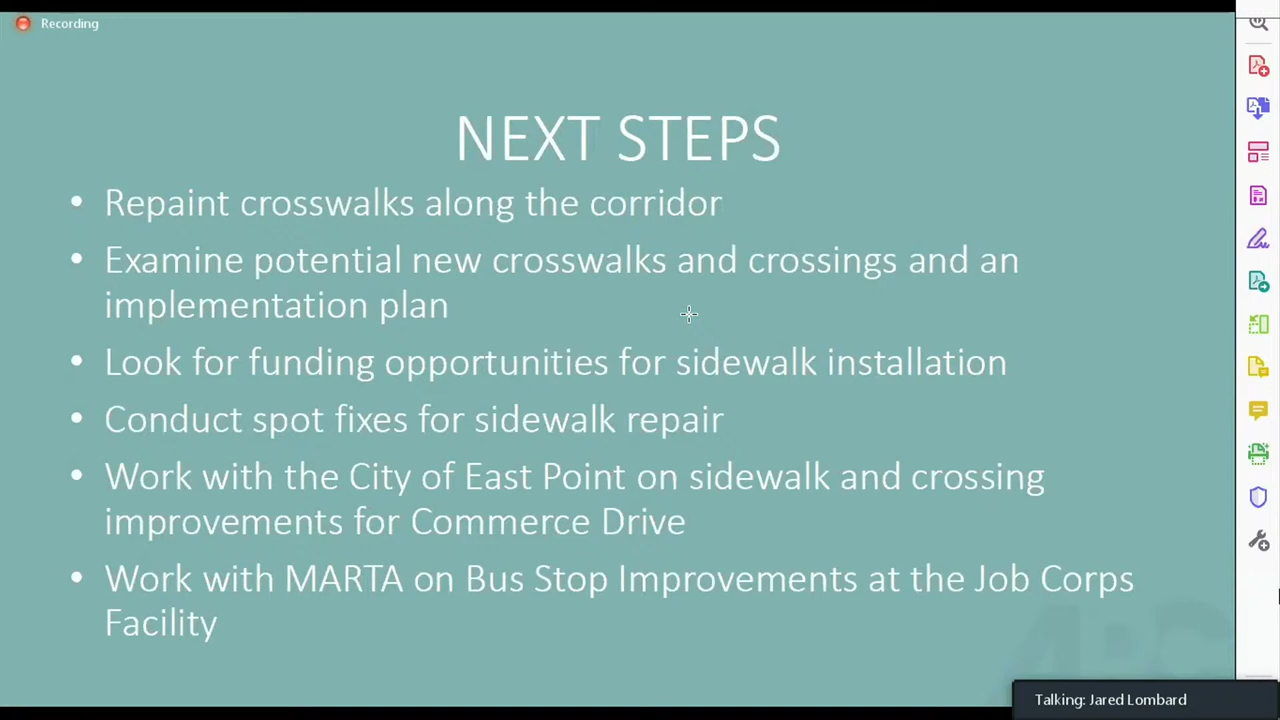 Recording
NEXT STEPS
• Repaint crosswalks along the corridor
• Examine potential new crosswalks and crossings and an
implementation plan
• Look for funding opportunities for sidewalk installation
• Conduct spot fixes for sidewalk repair
• Work with the City of East Point on sidewalk and crossing
improvements for Commerce Drive
• Work with MARTA on Bus Stop Improvements at the Job Corps
Facility
ARC
Talking: Jared Lombard